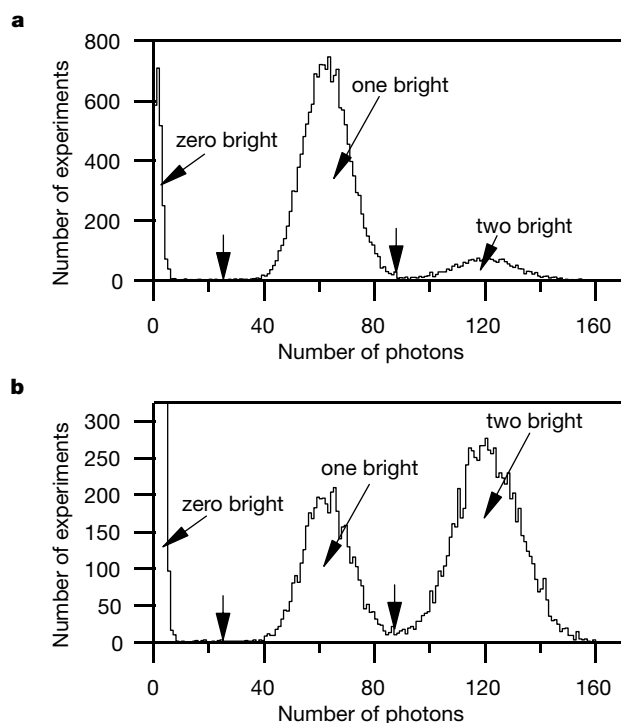 a
Number of experiments
800
600
400
200
0
zero bright
one bright
two bright
0 40 80 120 160
Number of photons
b
Number of experiments
300
250
200
150
100
50
0
zero bright
one bright
two bright
0 40 80 120 160
Number of photons